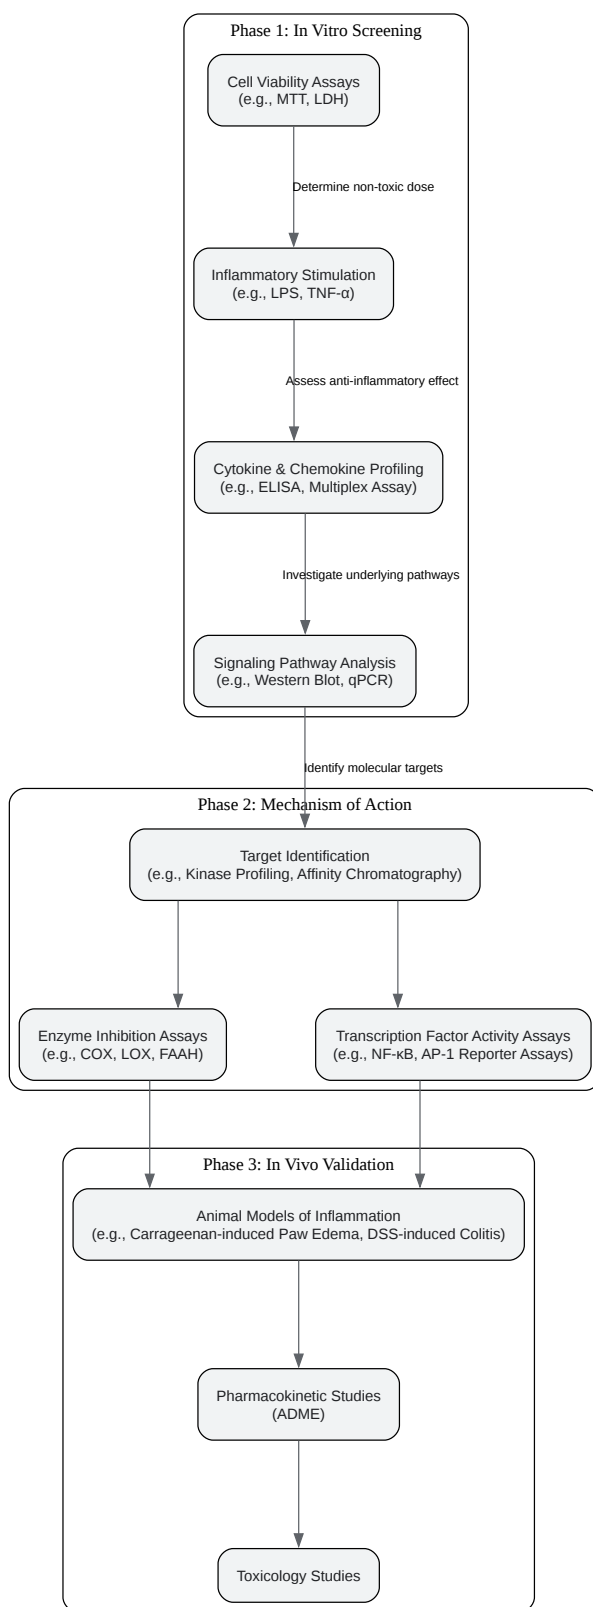 Phase 1: In Vitro Screening
Cell Viability Assays
(e.g., MTT, LDH)
Determine non-toxic dose
Inflammatory Stimulation
(e.g., LPS, TNF-α)
Assess anti-inflammatory effect
Cytokine & Chemokine Profiling
(e.g., ELISA, Multiplex Assay)
Investigate underlying pathways
Signaling Pathway Analysis
(e.g., Western Blot, qPCR)
Identify molecular targets
Phase 2: Mechanism of Action
Target Identification
(e.g., Kinase Profiling, Affinity Chromatography)
Enzyme Inhibition Assays
(e.g., COX, LOX, FAAH)
Transcription Factor Activity Assays
(e.g., NF-κB, AP-1 Reporter Assays)
Phase 3: In Vivo Validation
Animal Models of Inflammation
(e.g., Carrageenan-induced Paw Edema, DSS-induced Colitis)
Pharmacokinetic Studies
(ADME)
Toxicology Studies